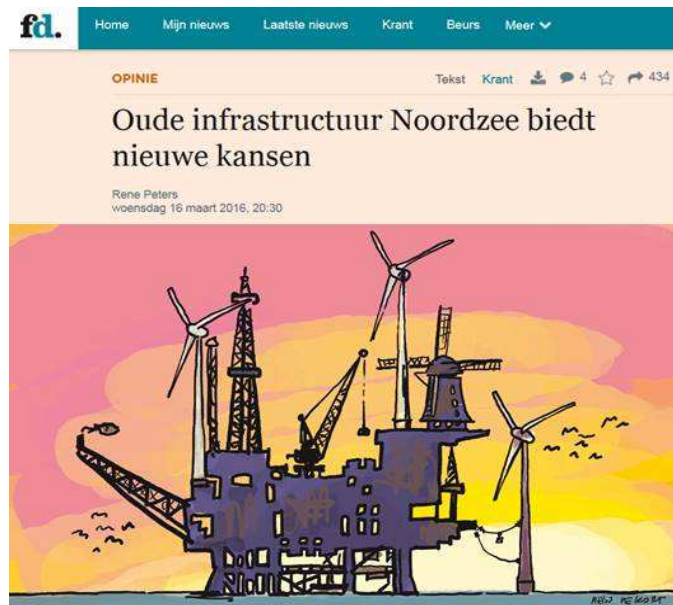 fd.
Home Mijn nieuws Laatste nieuws Krant Beurs Meer
OPINIE
Tekst Krant 4 434
Oude infrastructuur Noordzee biedt
nieuwe kansen
Rene Peters
woensdag 16 maart 2016, 20:30